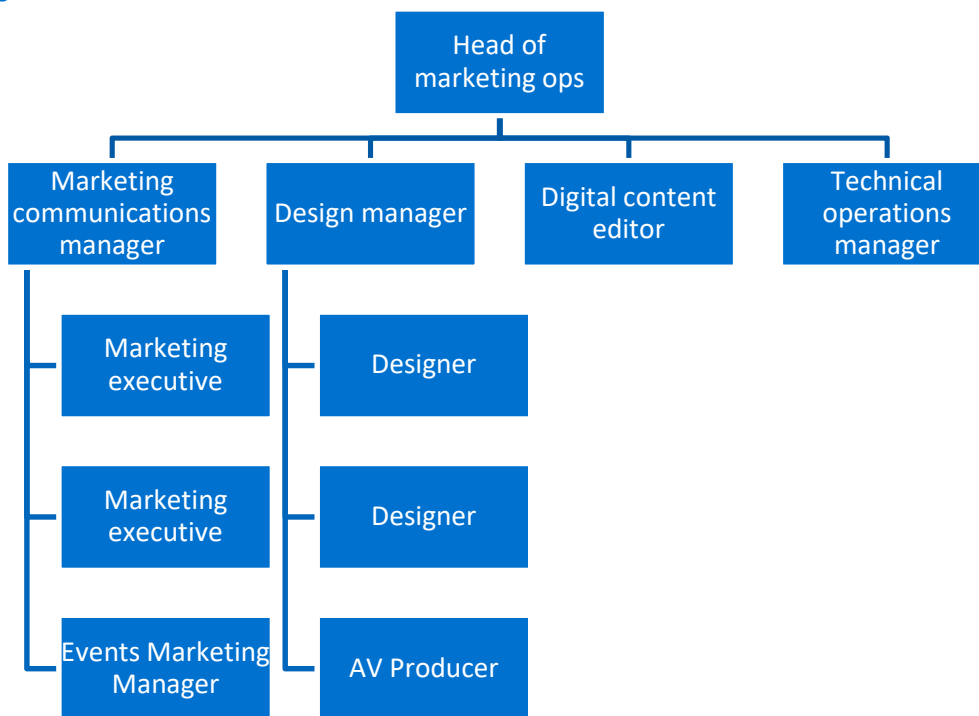 Head of
marketing ops
Marketing
communications
manager
Design manager
Digital content
editor
Technical
operations
manager
Marketing
executive
Designer
Marketing
executive
Designer
Events Marketing
Manager
AV Producer